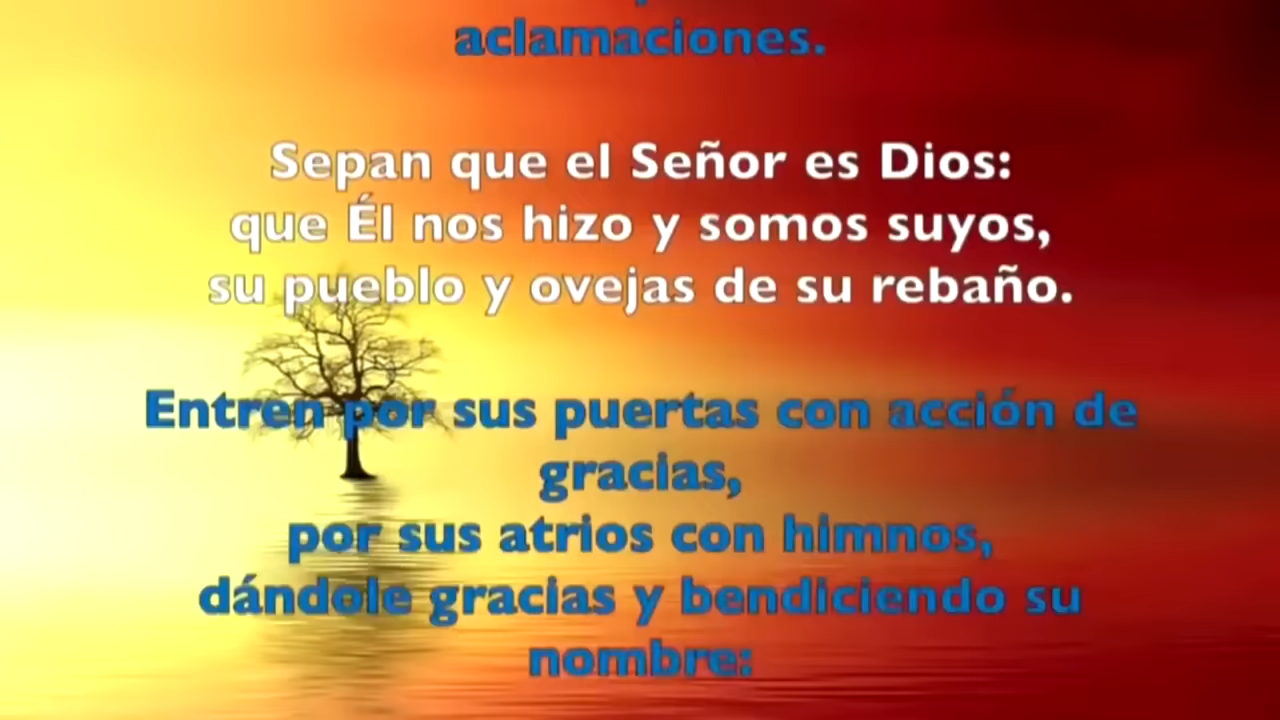 aclamaciones.
Sepan que el Señor es Dios:
que Él nos hizo y somos suyos,
su pueblo y ovejas de su rebaño.
Entren por sus puertas con acción de
gracias,
por sus atrios con himnos,
dándole gracias y bendiciendo su
nombre: